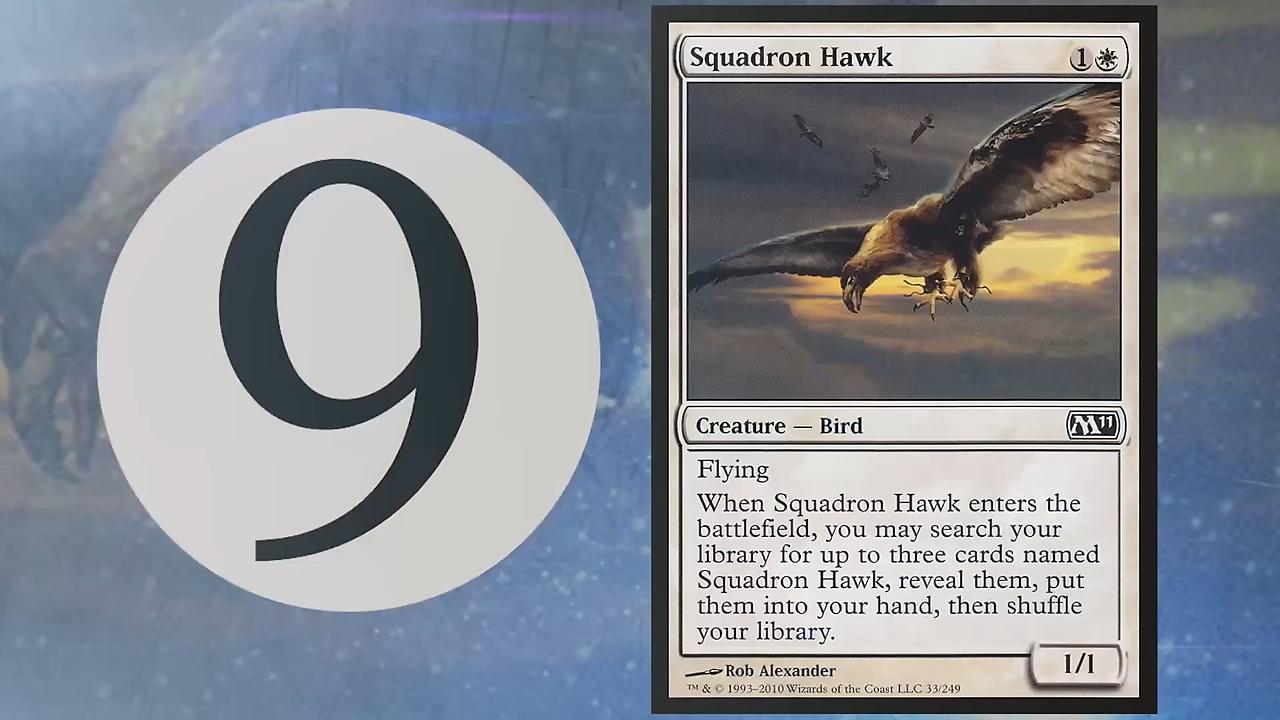 9
Squadron Hawk 1
Creature — Bird M11
Flying
When Squadron Hawk enters the
battlefield, you may search your
library for up to three cards named
Squadron Hawk, reveal them, put
them into your hand, then shuffle
your library.
1/1
Rob Alexander
™ & © 1993–2010 Wizards of the Coast LLC 33/249